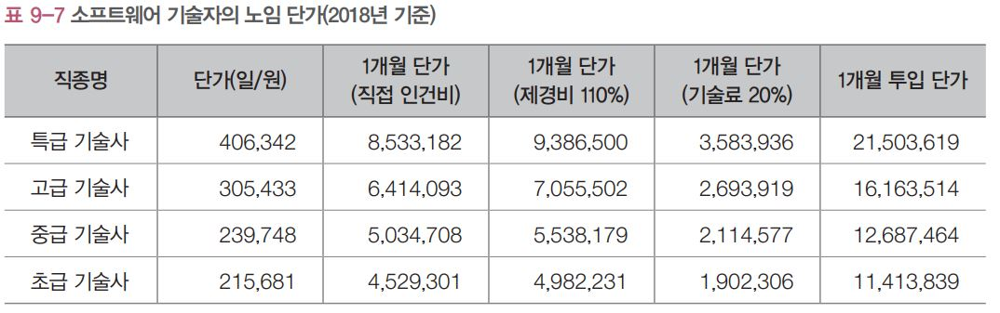 표 9-7 소프트웨어 기술자의 노임 단가(2018년 기준)
직종명 단가(일/원) 1개월 단가 (직접 인건비) 1개월 단가 (제경비 110%) 1개월 단가 (기술료 20%) 1개월 투입 단가
특급 기술사 406,342 8,533,182 9,386,500 3,583,936 21,503,619
고급 기술사 305,433 6,414,093 7,055,502 2,693,919 16,163,514
중급 기술사 239,748 5,034,708 5,538,179 2,114,577 12,687,464
초급 기술사 215,681 4,529,301 4,982,231 1,902,306 11,413,839